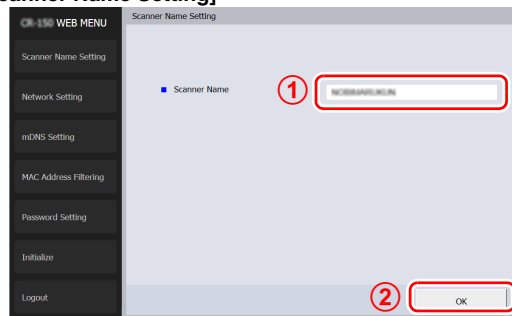 Scanner Name Setting]
CR-150 WEB MENU
Scanner Name Setting
Scanner Name Setting
Network Setting
Scanner Name
①
mDNS Setting
MAC Address Filtering
Password Setting
Initialize
Logout
②
OK